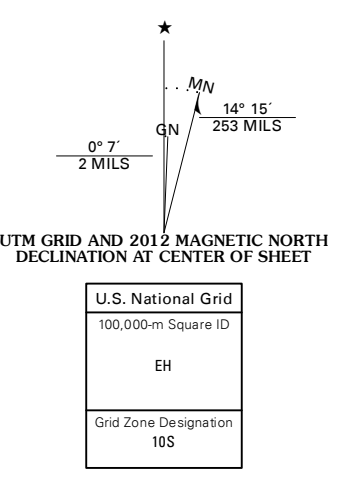 ★
MN
GN
14° 15´
253 MILS
0° 7´
2 MILS
UTM GRID AND 2012 MAGNETIC NORTH
DECLINATION AT CENTER OF SHEET
U.S. National Grid
100,000-m Square ID
EH
Grid Zone Designation
10S